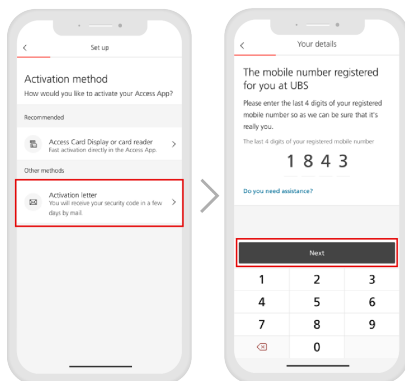 Set up
Activation method
How would you like to activate your Access App?
Recommended
Access Card Display or card reader
Fast activation directly in the Access App.
Other methods
Activation letter
You will receive your security code in a few
days by mail
Your details
The mobile number registered
for you at UBS
Please enter the last 4 digits of your registered
mobile number so as we can be sure that it's
really you.
The last 4 digits of your registered mobile number
1 8 4 3
Do you need assistance?
Next
1 2 3
4 5 6
7 8 9
0